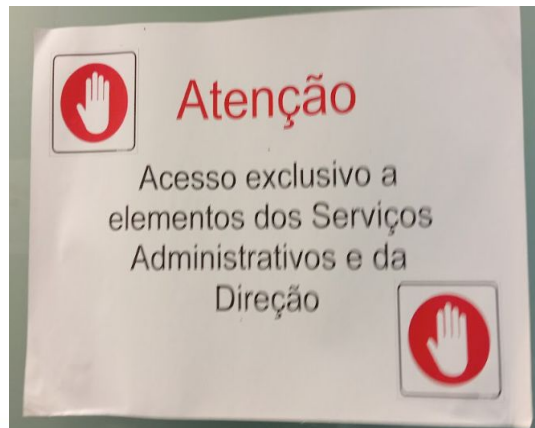 Atenção
Acesso exclusivo a
elementos dos Serviços
Administrativos e da
Direção